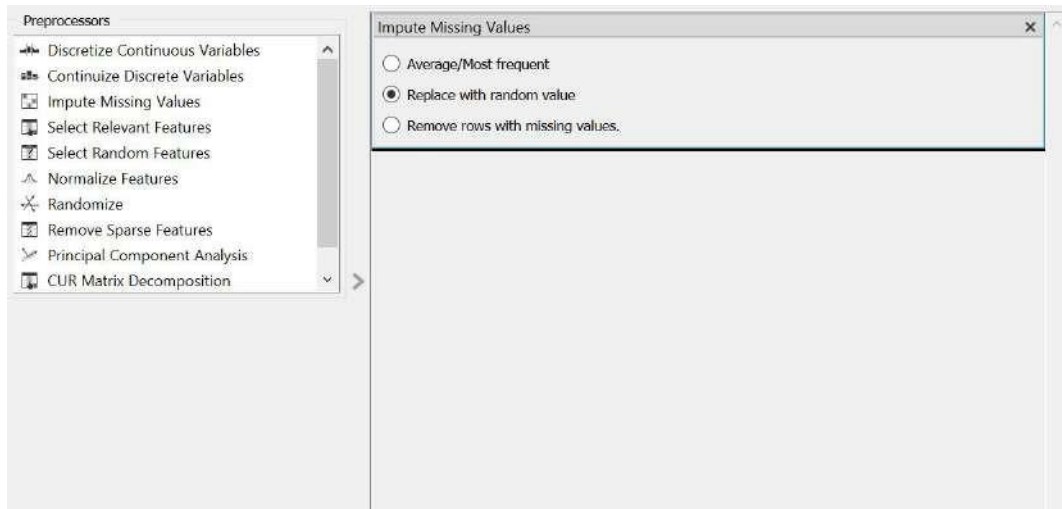 Preprocessors
Discretize Continuous Variables
Continuize Discrete Variables
Impute Missing Values
Select Relevant Features
Select Random Features
Normalize Features
Randomize
Remove Sparse Features
Principal Component Analysis
CUR Matrix Decomposition
Impute Missing Values
Average/Most frequent
Replace with random value
Remove rows with missing values.